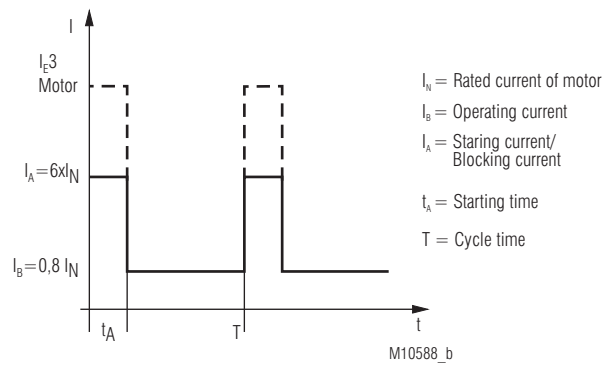 I
I_E3
Motor
I_A=6xI_N
I_B=0,8 I_N
t_A
T
t
I_N = Rated current of motor
I_B = Operating current
I_A = Staring current/
Blocking current
t_A = Starting time
T = Cycle time
M10588_b